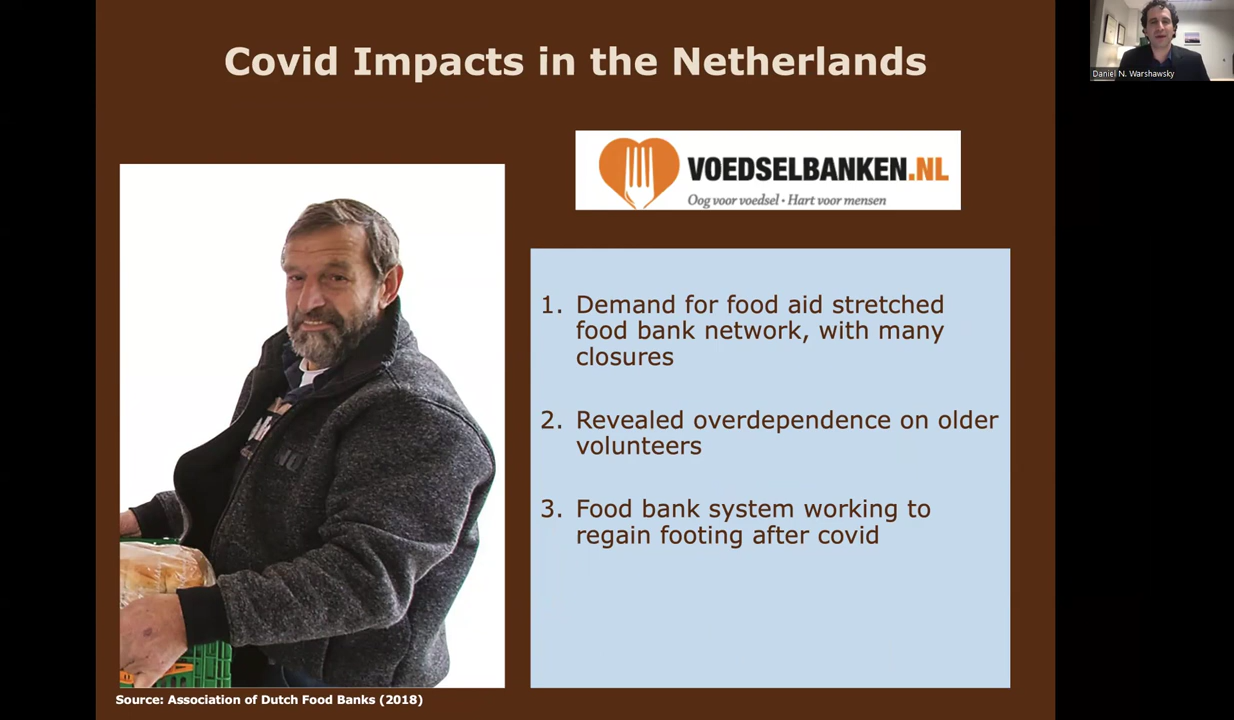 Covid Impacts in the Netherlands
Daniel N. Warshawsky
VOEDSELBANKEN.NL
Oog voor voedsel · Hart voor mensen
1. Demand for food aid stretched
food bank network, with many
closures
2. Revealed overdependence on older
volunteers
3. Food bank system working to
regain footing after covid
Source: Association of Dutch Food Banks (2018)